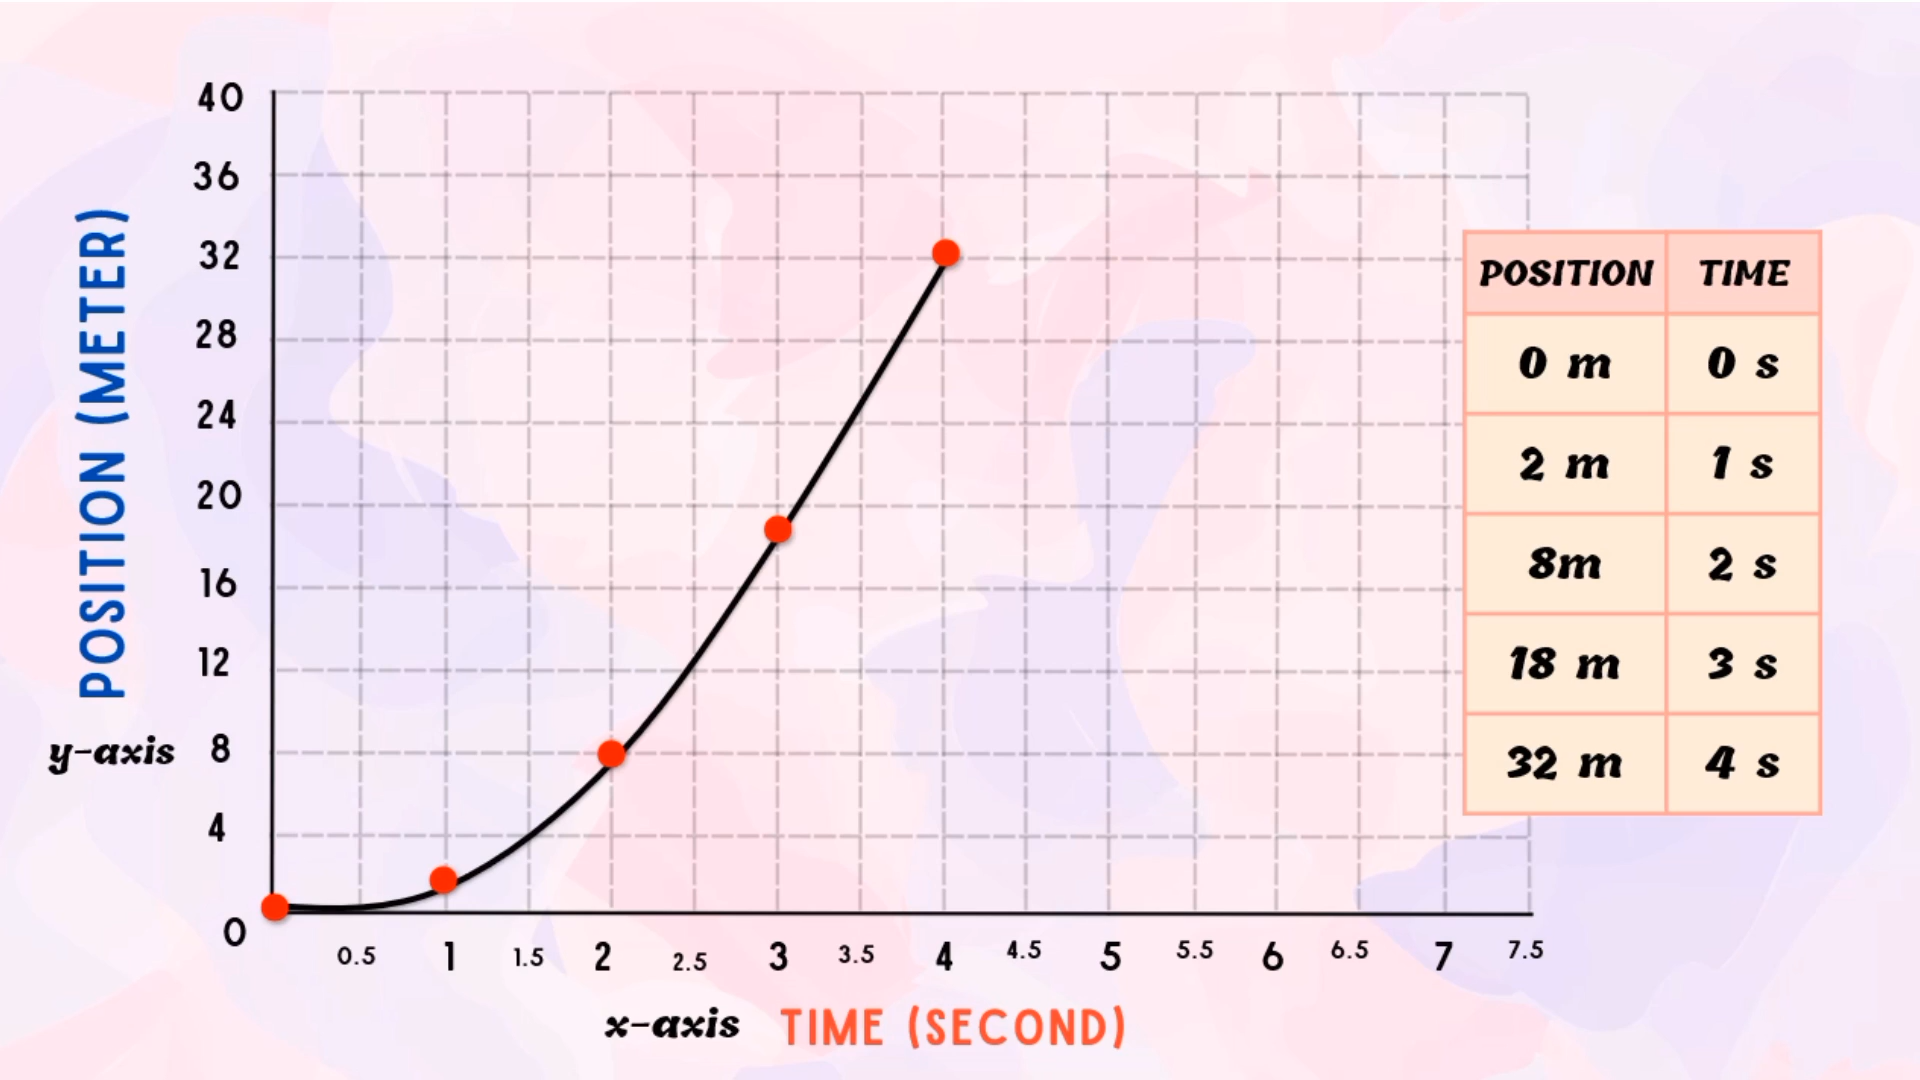 40
36
32
28
24
20
16
12
8
4
0
POSITION (METER)
y-axis
0.5 1 1.5 2 2.5 3 3.5 4 4.5 5 5.5 6 6.5 7 7.5
x-axis TIME (SECOND)
POSITION TIME
0 m 0 s
2 m 1 s
8m 2 s
18 m 3 s
32 m 4 s